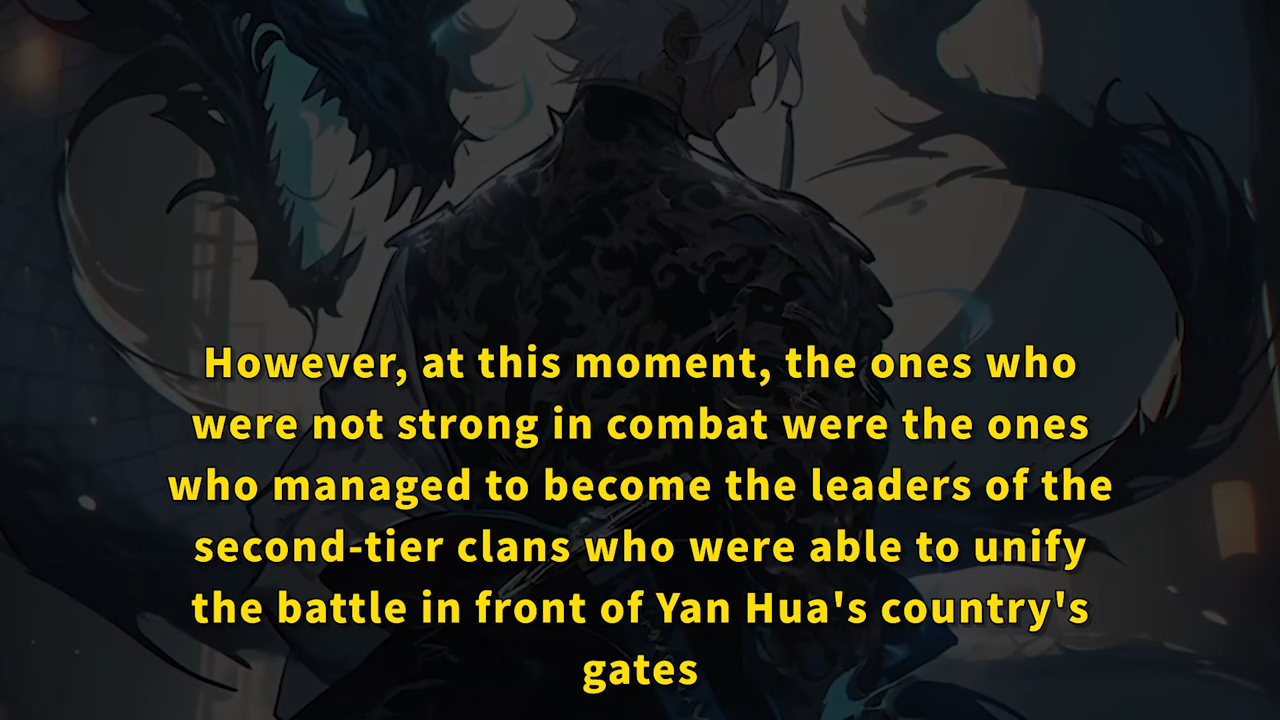 However, at this moment, the ones who
were not strong in combat were the ones
who managed to become the leaders of the
second-tier clans who were able to unify
the battle in front of Yan Hua's country's
gates